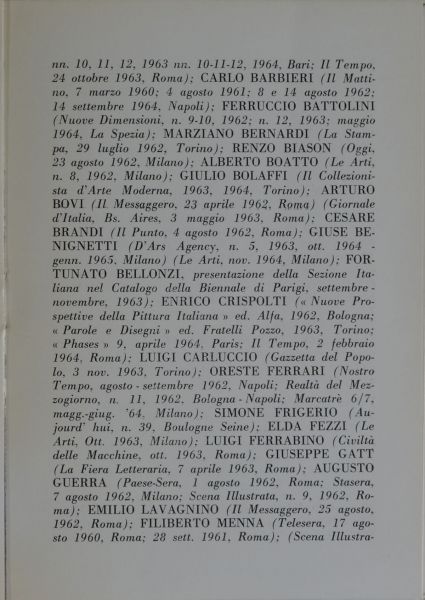 nn. 10, 11, 12, 1963 nn. 10-11-12, 1964, Bari; Il Tempo,
24 ottobre 1963, Roma); CARLO BARBIERI (Il Matti-
no, 7 marzo 1960; 4 agosto 1961; 8 e 14 agosto 1962;
14 settembre 1964, Napoli); FERRUCCIO BATTOLINI
(Nuove Dimensioni, n. 9-10, 1962; n. 12, 1963; maggio
1964, La Spezia); MARZIANO BERNARDI (La Stam-
pa, 29 luglio 1962, Torino); RENZO BIASON (Oggi,
23 agosto 1962, Milano); ALBERTO BOATTO (Le Arti,
n. 8, 1962, Milano); GIULIO BOLAFFI (Il Collezioni-
sta d'Arte Moderna, 1963, 1964, Torino); ARTURO
BOVI (Il Messaggero, 23 aprile 1962, Roma) (Giornale
d'Italia, Bs. Aires, 3 maggio 1963, Roma); CESARE
BRANDI (Il Punto, 4 agosto 1962, Roma); GIUSE BE-
NIGNETTI (D'Ars Agency, n. 5, 1963, ott. 1964 -
genn. 1965, Milano) (Le Arti, nov. 1964, Milano); FOR-
TUNATO BELLONZI, presentazione della Sezione Ita-
liana nel Catalogo della Biennale di Parigi, settembre -
novembre, 1963); ENRICO CRISPOLTI (« Nuove Pro-
spettive della Pittura Italiana » ed. Alfa, 1962, Bologna;
« Parole e Disegni » ed. Fratelli Pozzo, 1963, Torino;
« Phases » 9, aprile 1964, Paris; Il Tempo, 2 febbraio
1964, Roma); LUIGI CARLUCCIO (Gazzetta del Popo-
lo, 3 nov. 1963, Torino); ORESTE FERRARI (Nostro
Tempo, agosto - settembre 1962, Napoli; Realtà del Mez-
zogiorno, n. 11, 1962, Bologna - Napoli; Marcatrè 6/7,
magg.-giug. '64, Milano); SIMONE FRIGERIO (Au-
jourd' hui, n. 39, Boulogne Seine); ELDA FEZZI (Le
Arti, Ott. 1963, Milano); LUIGI FERRABINO (Civiltà
delle Macchine, ott. 1963, Roma); GIUSEPPE GATT
(La Fiera Letteraria, 7 aprile 1963, Roma); AUGUSTO
GUERRA (Paese-Sera, 1 agosto 1962, Roma; Stasera,
7 agosto 1962, Milano; Scena Illustrata, n. 9, 1962, Ro-
ma); EMILIO LAVAGNINO (Il Messaggero, 25 agosto,
1962, Roma); FILIBERTO MENNA (Telesera, 17 ago-
sto 1960, Roma; 28 sett. 1961, Roma); (Scena Illustra-